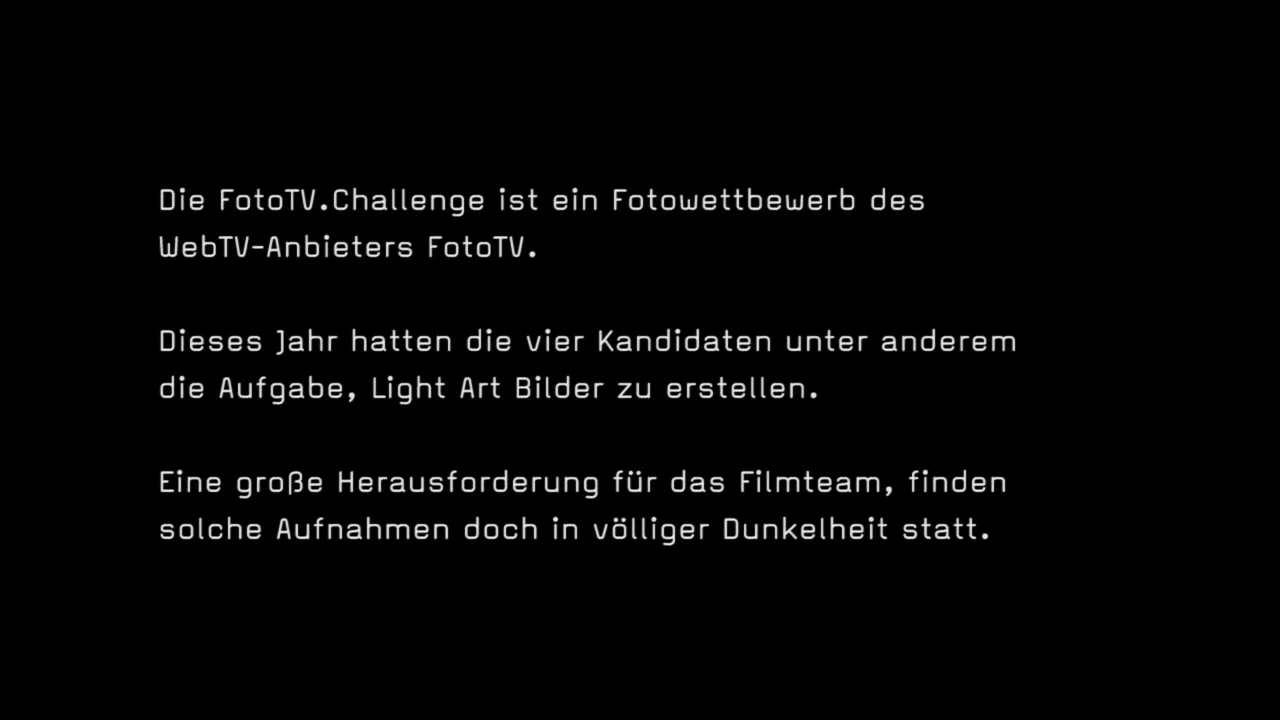 Die FotoTV.Challenge ist ein Fotowettbewerb des
WebTV-Anbieters FotoTV.
Dieses Jahr hatten die vier Kandidaten unter anderem
die Aufgabe, Light Art Bilder zu erstellen.
Eine große Herausforderung für das Filmteam, finden
solche Aufnahmen doch in völliger Dunkelheit statt.